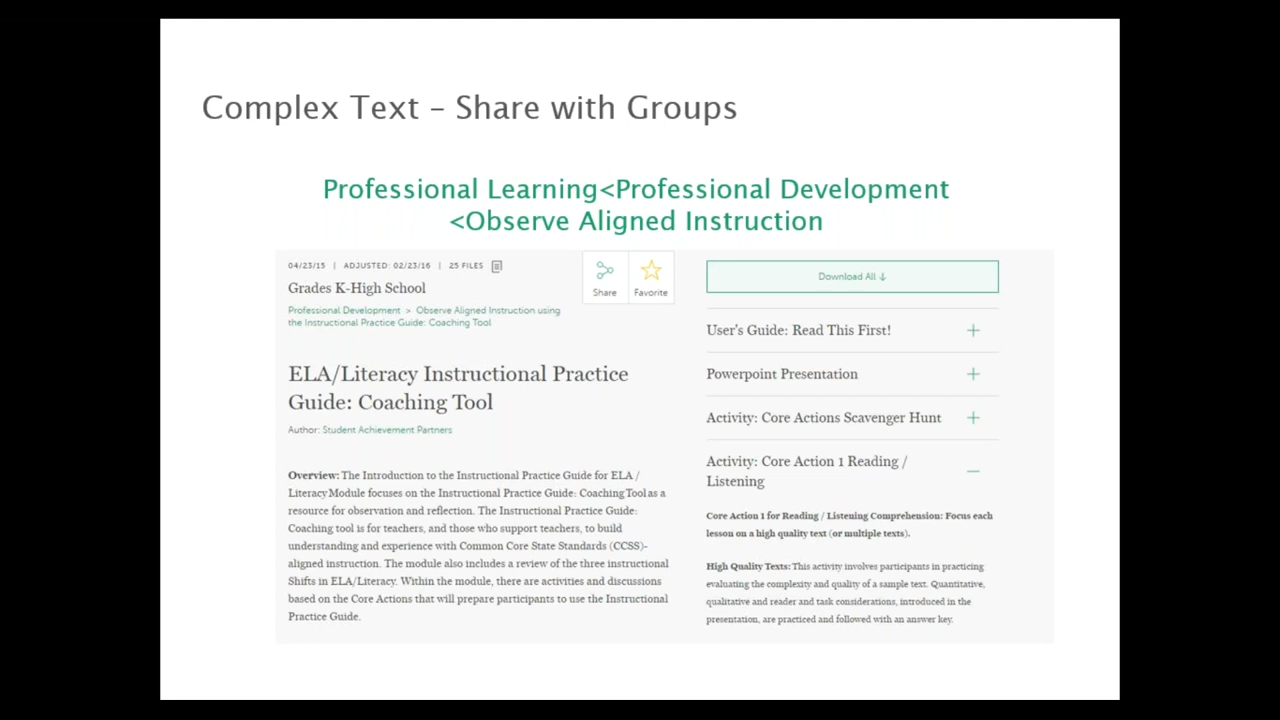 Complex Text – Share with Groups
Professional Learning<Professional Development
<Observe Aligned Instruction
04/23/15 | ADJUSTED: 02/23/16 | 25 FILES
Grades K-High School
Professional Development > Observe Aligned Instruction using
the Instructional Practice Guide: Coaching Tool
Share
Favorite
ELA/Literacy Instructional Practice
Guide: Coaching Tool
Author: Student Achievement Partners
Overview: The Introduction to the Instructional Practice Guide for ELA /
Literacy Module focuses on the Instructional Practice Guide: Coaching Tool as a
resource for observation and reflection. The Instructional Practice Guide:
Coaching tool is for teachers, and those who support teachers, to build
understanding and experience with Common Core State Standards (CCSS)-
aligned instruction. The module also includes a review of the three instructional
Shifts in ELA/Literacy. Within the module, there are activities and discussions
based on the Core Actions that will prepare participants to use the Instructional
Practice Guide.
Download All ↓
User's Guide: Read This First! +
Powerpoint Presentation +
Activity: Core Actions Scavenger Hunt +
Activity: Core Action 1 Reading / –
Listening
Core Action 1 for Reading / Listening Comprehension: Focus each
lesson on a high quality text (or multiple texts).
High Quality Texts: This activity involves participants in practicing
evaluating the complexity and quality of a sample text. Quantitative,
qualitative and reader and task considerations, introduced in the
presentation, are practiced and followed with an answer key.